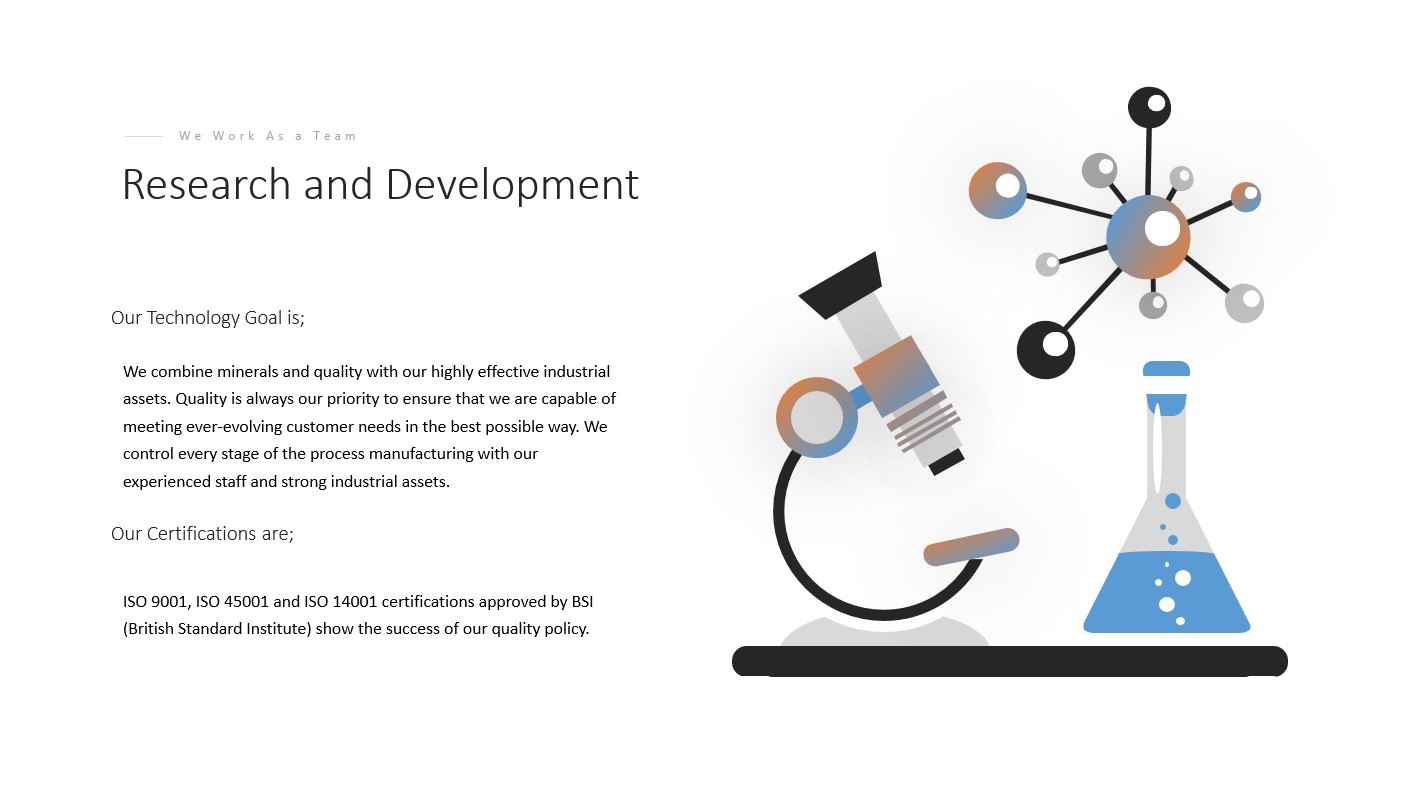 We Work As a Team
Research and Development
Our Technology Goal is;
We combine minerals and quality with our highly effective industrial
assets. Quality is always our priority to ensure that we are capable of
meeting ever-evolving customer needs in the best possible way. We
control every stage of the process manufacturing with our
experienced staff and strong industrial assets.
Our Certifications are;
ISO 9001, ISO 45001 and ISO 14001 certifications approved by BSI
(British Standard Institute) show the success of our quality policy.